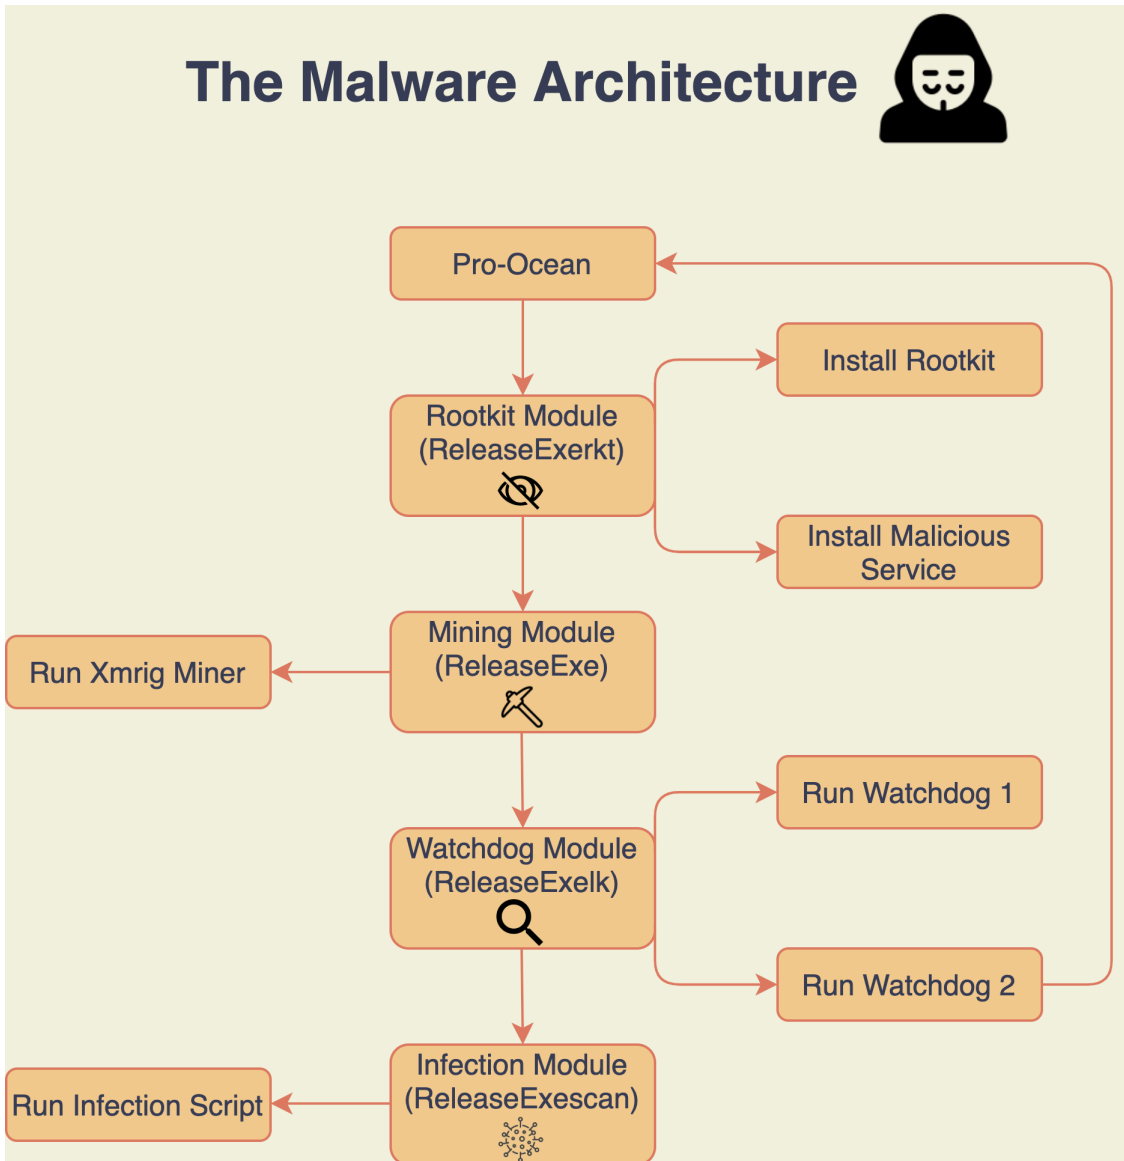 The Malware Architecture
Pro-Ocean
Install Rootkit
Rootkit Module
(ReleaseExerkt)
Install Malicious
Service
Mining Module
(ReleaseExe)
Run Xmrig Miner
Run Watchdog 1
Watchdog Module
(ReleaseExelk)
Run Watchdog 2
Infection Module
(ReleaseExescan)
Run Infection Script